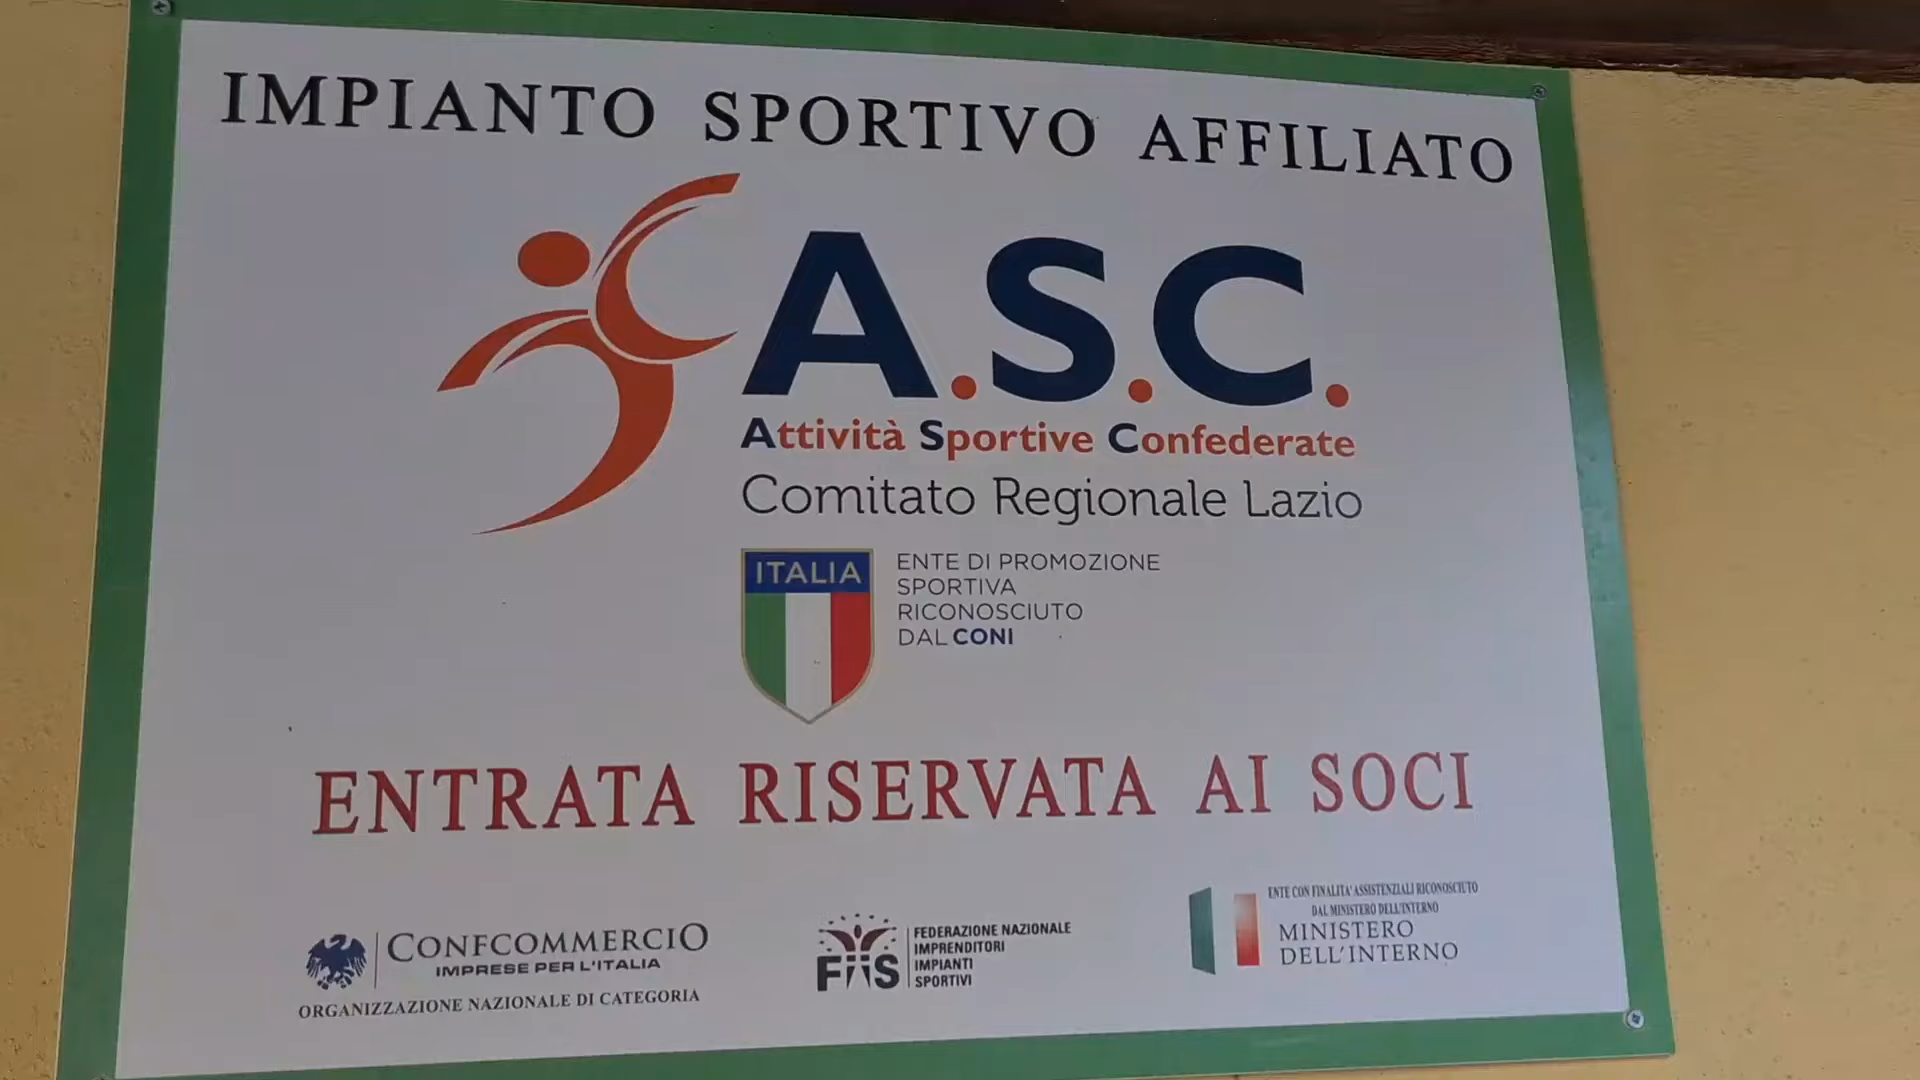 IMPIANTO SPORTIVO AFFILIATO
A.S.C.
Attività Sportive Confederate
Comitato Regionale Lazio
ITALIA
ENTE DI PROMOZIONE
SPORTIVA
RICONOSCIUTO
DAL CONI
ENTRATA RISERVATA AI SOCI
CONFCOMMERCIO
IMPRESE PER L'ITALIA
ORGANIZZAZIONE NAZIONALE DI CATEGORIA
FIIS
FEDERAZIONE NAZIONALE
IMPRENDITORI
IMPIANTI
SPORTIVI
ENTE CON FINALITA' ASSISTENZIALI RICONOSCIUTO
DAL MINISTERO DELL'INTERNO
MINISTERO
DELL'INTERNO